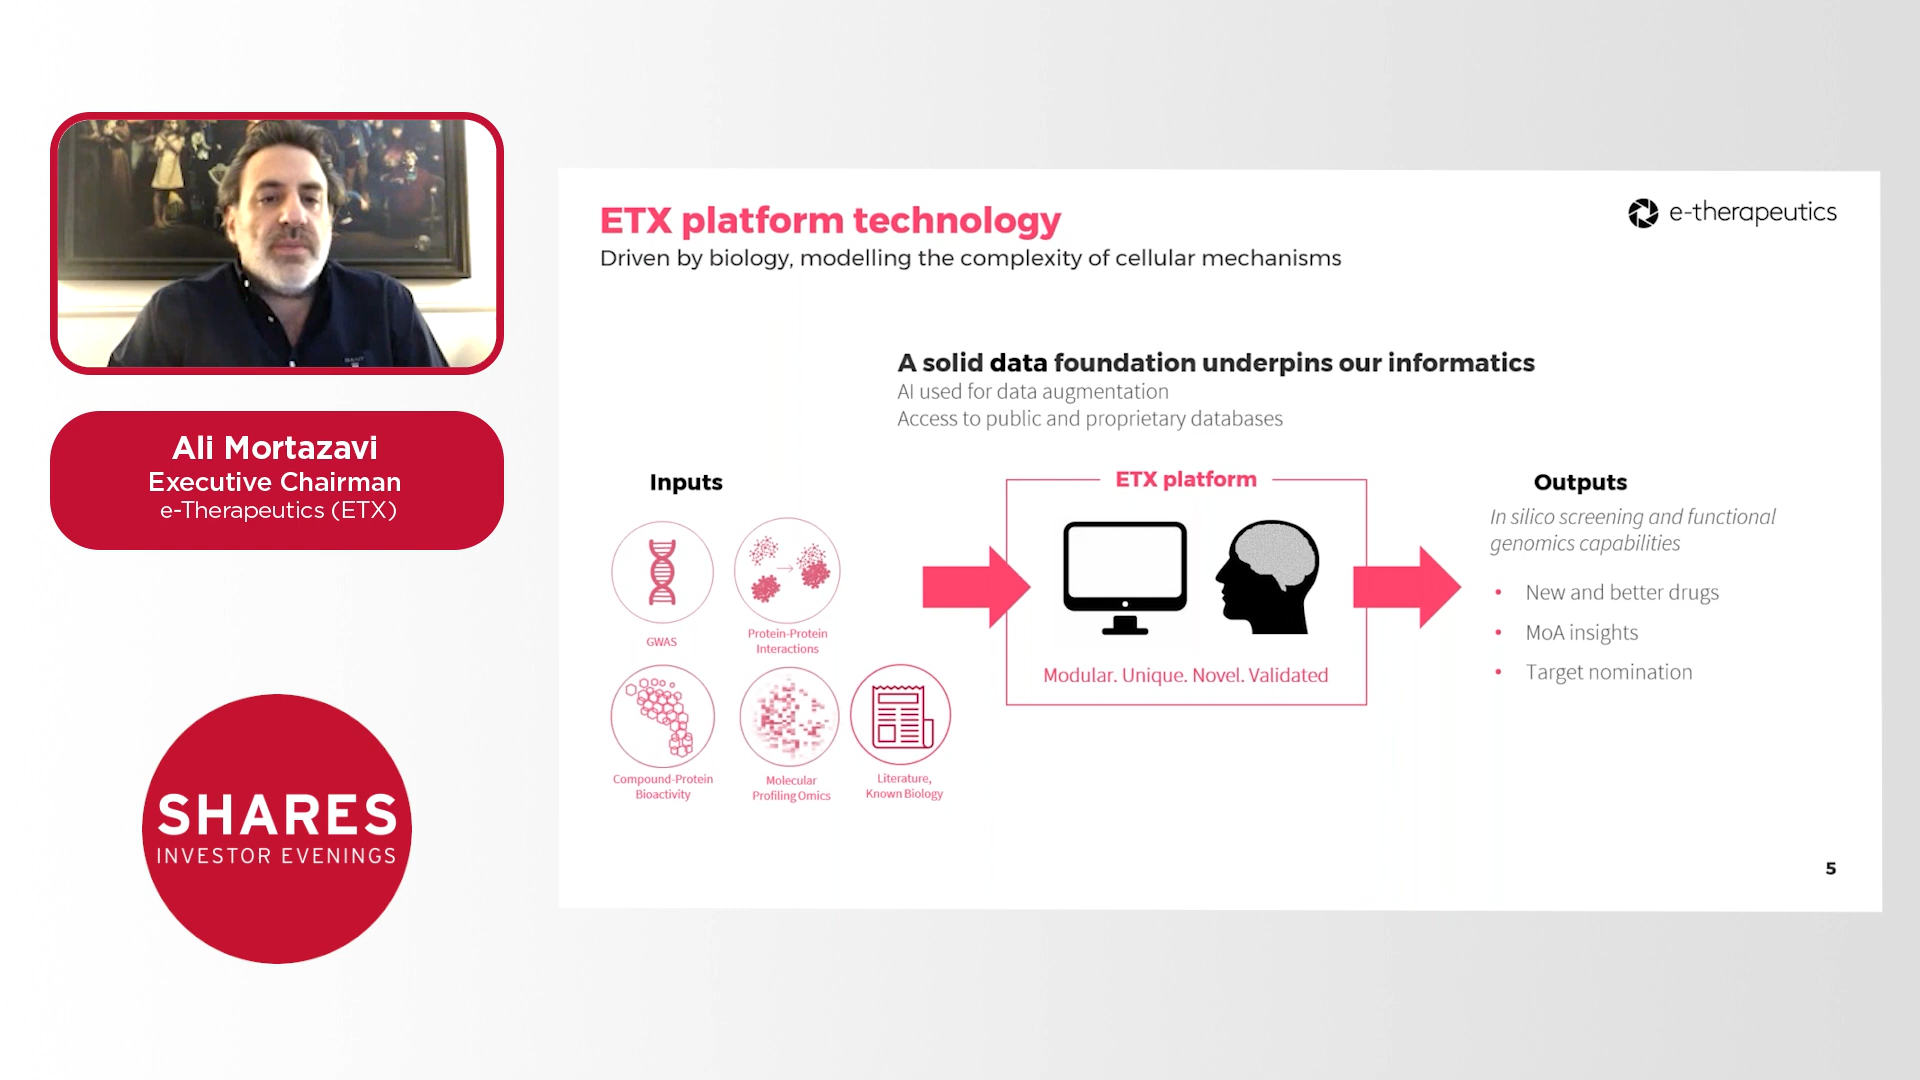 Ali Mortazavi
Executive Chairman
e-Therapeutics (ETX)
SHARES
INVESTOR EVENINGS
ETX platform technology
Driven by biology, modelling the complexity of cellular mechanisms
e-therapeutics
A solid data foundation underpins our informatics
AI used for data augmentation
Access to public and proprietary databases
Inputs
GWAS
Protein-Protein
Interactions
Compound-Protein
Bioactivity
Molecular
Profiling Omics
Literature,
Known Biology
ETX platform
Modular. Unique. Novel. Validated
Outputs
In silico screening and functional
genomics capabilities
• New and better drugs
• MoA insights
• Target nomination
5